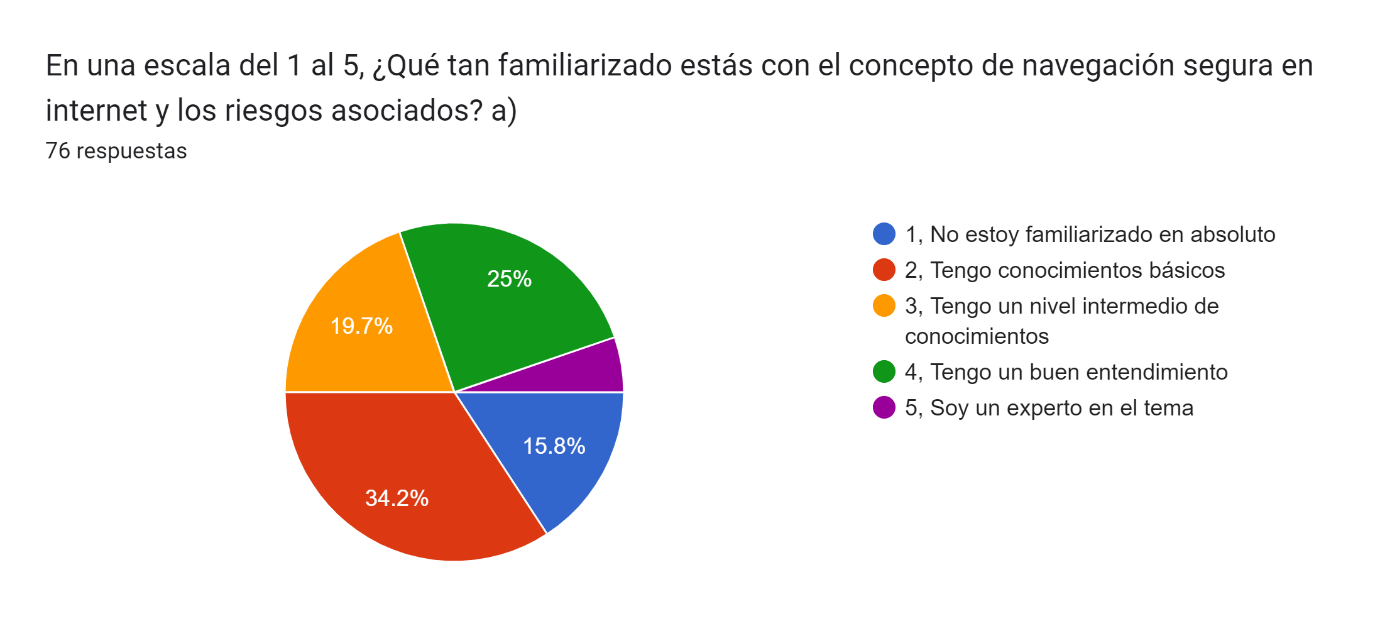 En una escala del 1 al 5, ¿Qué tan familiarizado estás con el concepto de navegación segura en
internet y los riesgos asociados? a)
76 respuestas
25%
19.7%
15.8%
34.2%
1, No estoy familiarizado en absoluto
2, Tengo conocimientos básicos
3, Tengo un nivel intermedio de
conocimientos
4, Tengo un buen entendimiento
5, Soy un experto en el tema